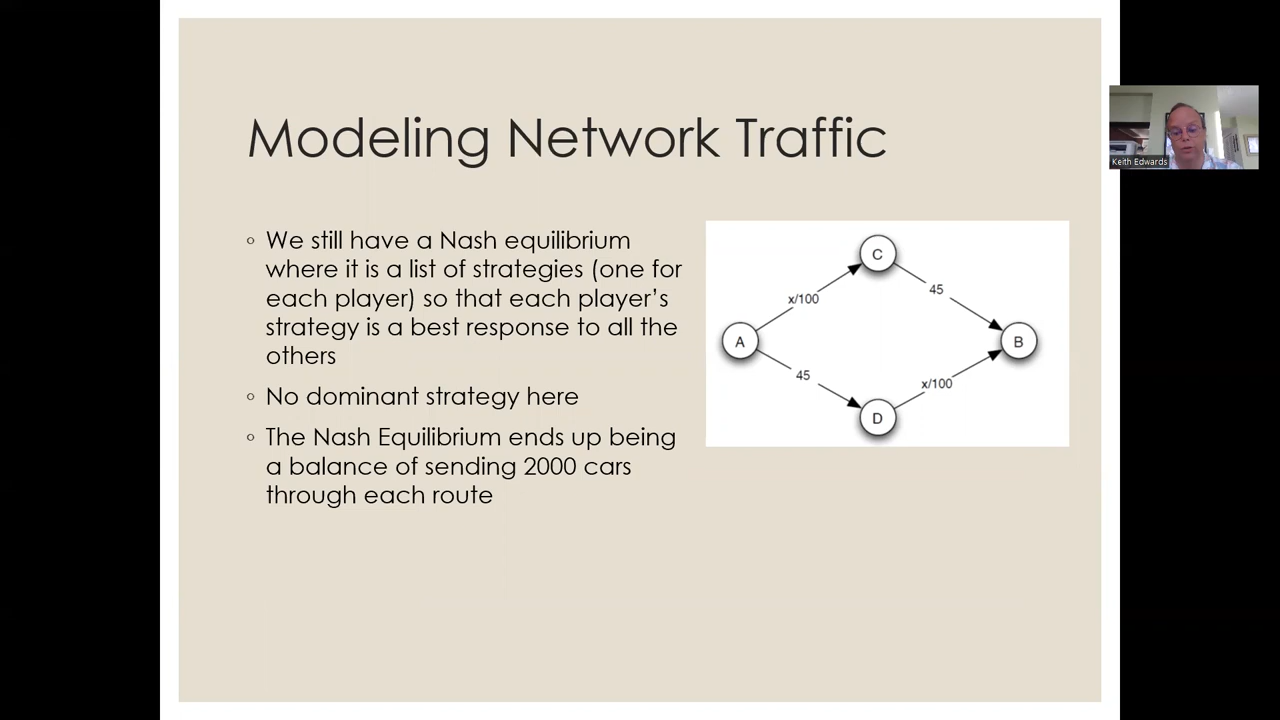 Modeling Network Traffic
Keith Edwards
◦ We still have a Nash equilibrium
where it is a list of strategies (one for
each player) so that each player's
strategy is a best response to all the
others
◦ No dominant strategy here
◦ The Nash Equilibrium ends up being
a balance of sending 2000 cars
through each route
C
x/100
45
A
B
45
x/100
D